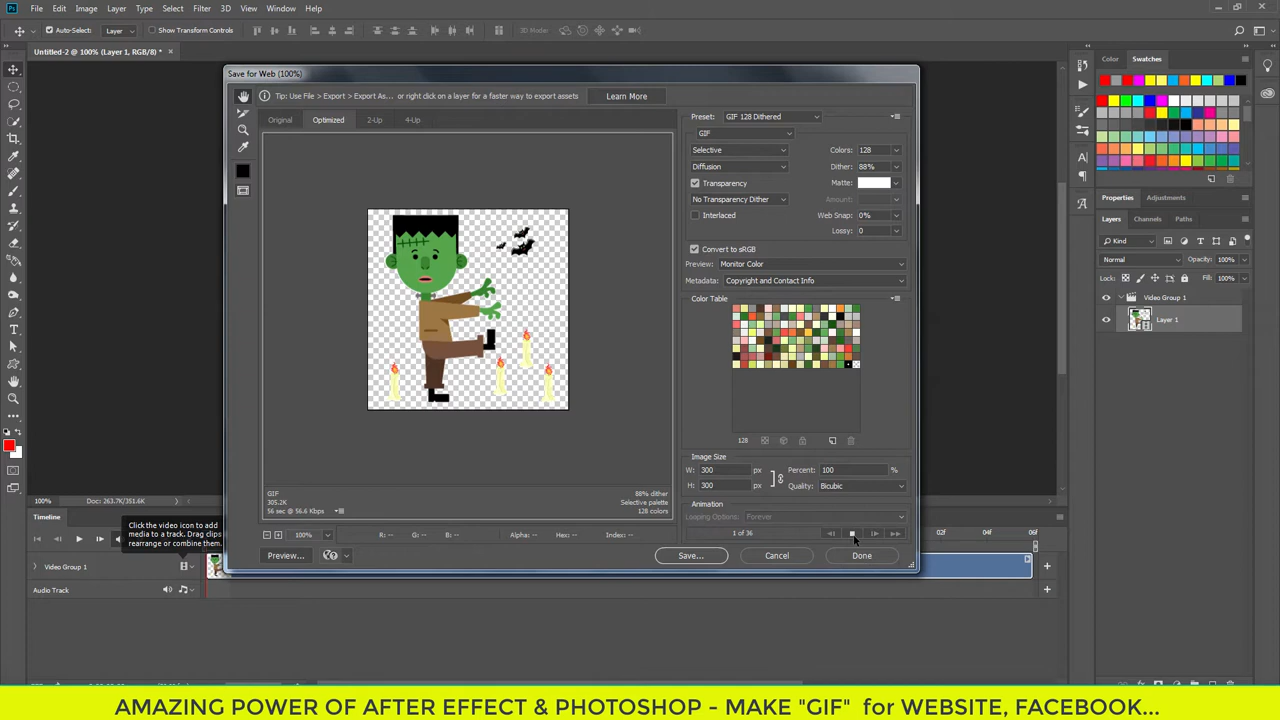 Ps File Edit Image Layer Type Select Filter 3D View Window Help
Auto-Select: Layer Show Transform Controls 3D Mode:
Untitled-2 @ 100% (Layer 1, RGB/8) * ×
Save for Web (100%)
Tip: Use File > Export > Export As... or right click on a layer for a faster way to export assets Learn More
Original Optimized 2-Up 4-Up
Preset: GIF 128 Dithered
GIF
Selective Colors: 128
Diffusion Dither: 88%
Transparency Matte:
No Transparency Dither Amount:
Interlaced Web Snap: 0%
Lossy: 0
Convert to sRGB
Preview: Monitor Color
Metadata: Copyright and Contact Info
Color Table
128
Image Size
W: 300 px Percent: 100 %
H: 300 px Quality: Bicubic
Animation
Looping Options: Forever
1 of 36
GIF
305.2K
56 sec @ 56.6 Kbps
88% dither
Selective palette
128 colors
100% R: -- G: -- B: -- Alpha: -- Hex: -- Index: --
Preview... Save... Cancel Done
Color Swatches
Properties Adjustments
Layers Channels Paths
Kind
Normal Opacity: 100%
Lock: Fill: 100%
Video Group 1
Layer 1
100% Doc: 263.7K/351.6K
Timeline
Click the video icon to add
media to a track. Drag clips
rearrange or combine them.
02f 04f 06f
Video Group 1
Audio Track
AMAZING POWER OF AFTER EFFECT & PHOTOSHOP - MAKE "GIF" for WEBSITE, FACEBOOK...